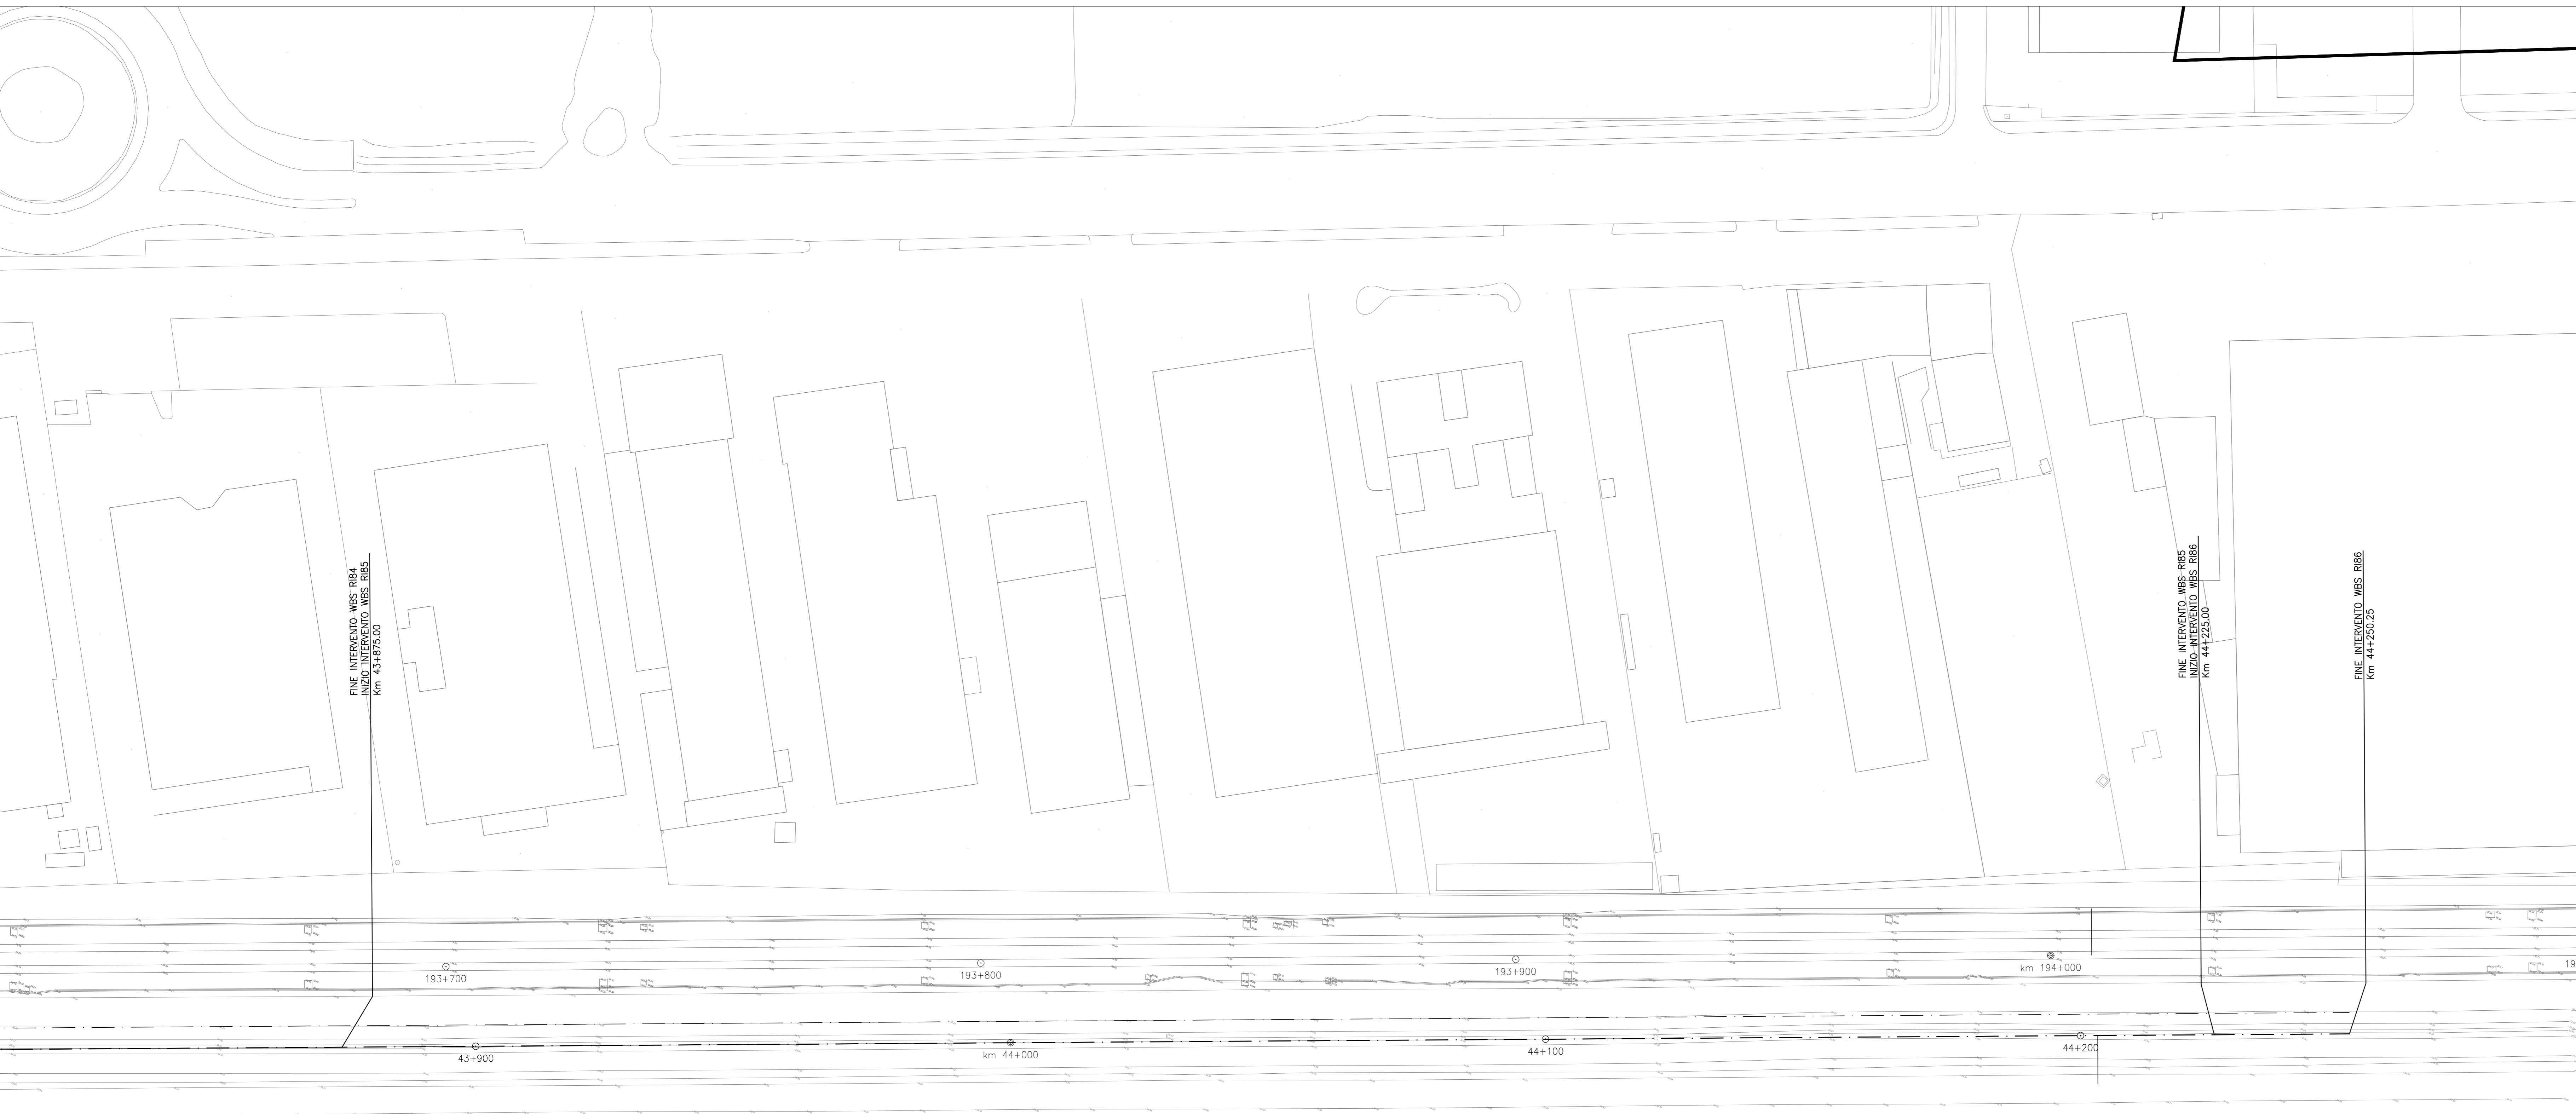 FINE INTERVENTO WBS RI84
INIZIO INTERVENTO WBS RI85
Km 43+875.00
FINE INTERVENTO WBS RI85
INIZIO INTERVENTO WBS RI86
Km 44+225.00
FINE INTERVENTO WBS RI86
Km 44+250.25
193+700
193+800
193+900
km 194+000
43+900
km 44+000
44+100
44+200